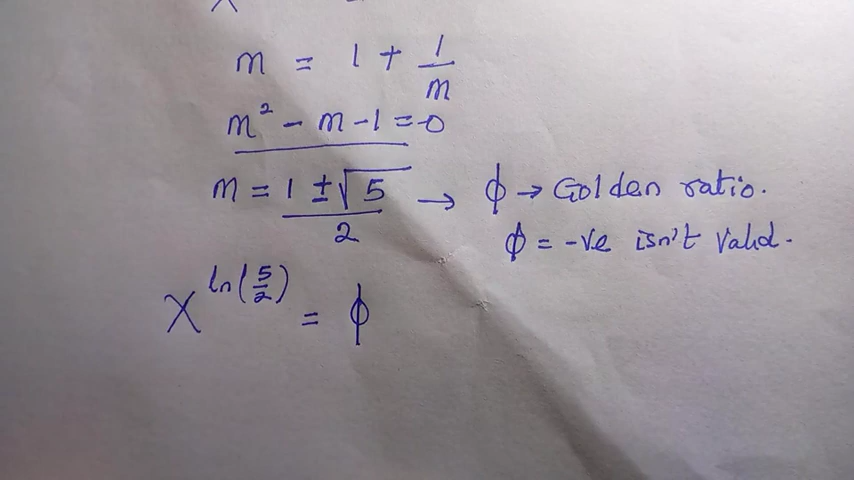 m = 1 + 1/m
m² - m - 1 = 0
m = (1 ± √5)/2 → ϕ → Golden ratio.
ϕ = -ve isn't valid.
x^ln(5/2) = ϕ